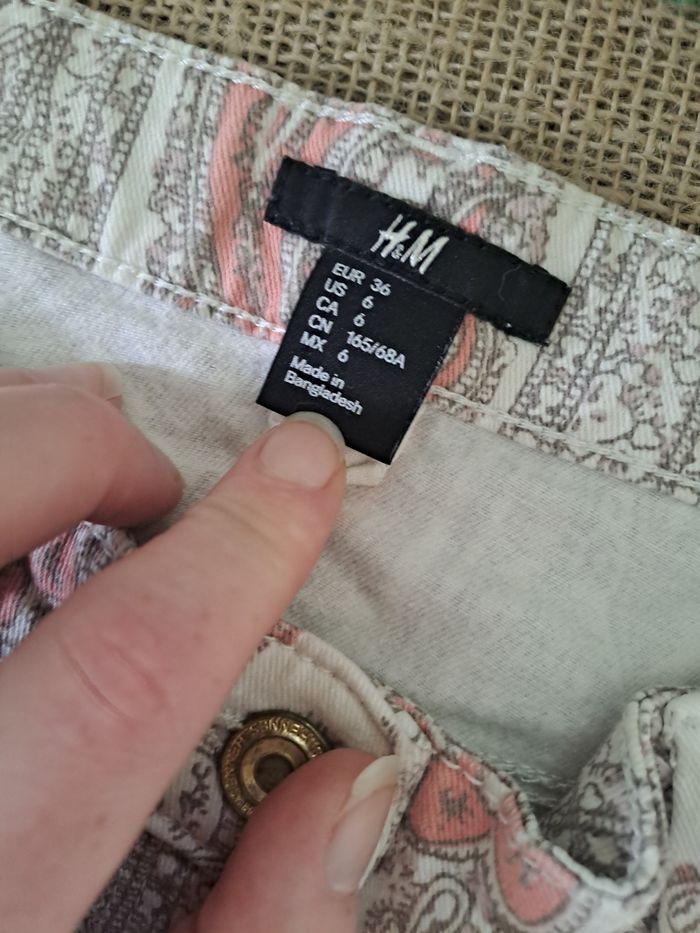 H&M
EUR 36
US 6
CA 6
CN 165/68A
MX 6
Made in
Bangladesh